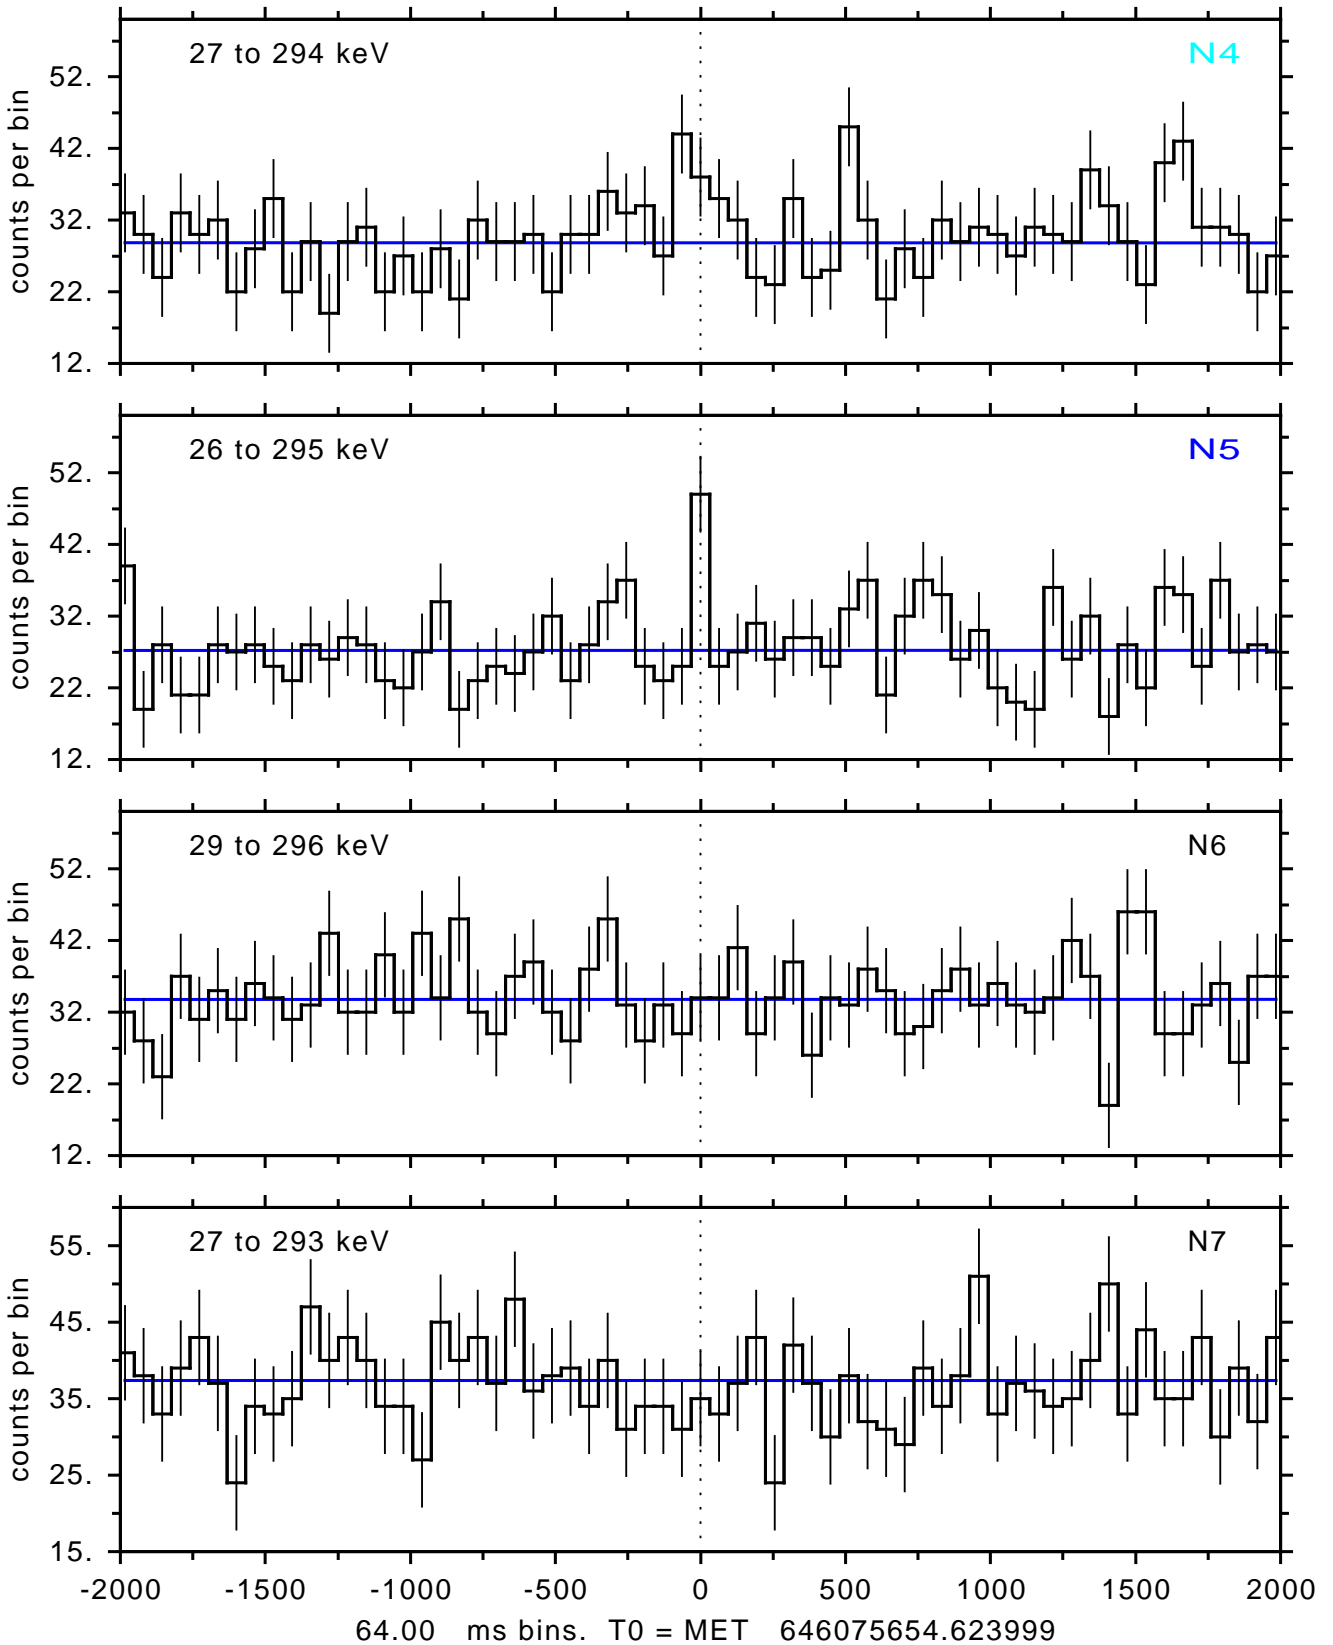 27 to 294 keV N4
52.
42.
32.
22.
12.
counts per bin
26 to 295 keV N5
52.
42.
32.
22.
12.
counts per bin
29 to 296 keV N6
52.
42.
32.
22.
12.
counts per bin
27 to 293 keV N7
55.
45.
35.
25.
15.
counts per bin
-2000 -1500 -1000 -500 0 500 1000 1500 2000
64.00 ms bins. T0 = MET 646075654.623999